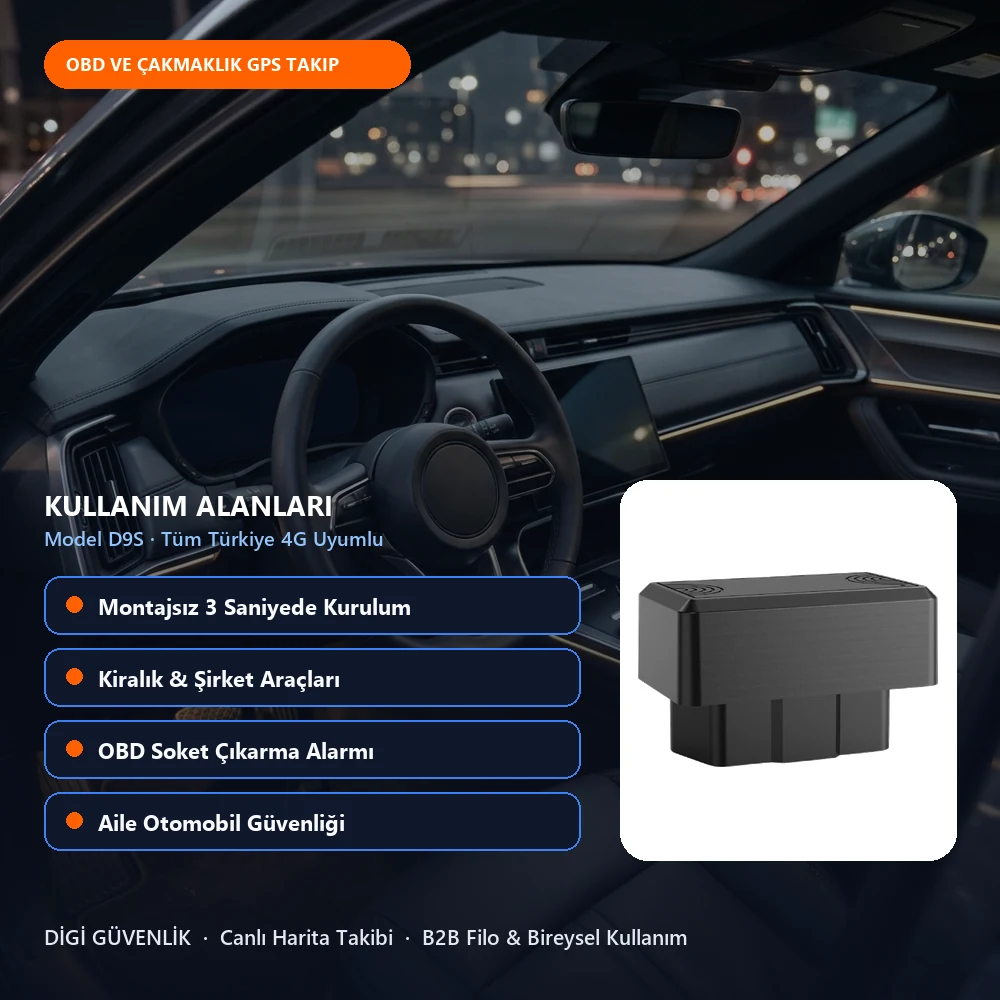 OBD VE ÇAKMAKLIK GPS TAKIP
KULLANIM ALANLARI
Model D9S · Tüm Türkiye 4G Uyumlu
Montajsız 3 Saniyede Kurulum
Kiralık & Şirket Araçları
OBD Soket Çıkarma Alarmı
Aile Otomobil Güvenliği
DİGİ GÜVENLİK · Canlı Harita Takibi · B2B Filo & Bireysel Kullanım